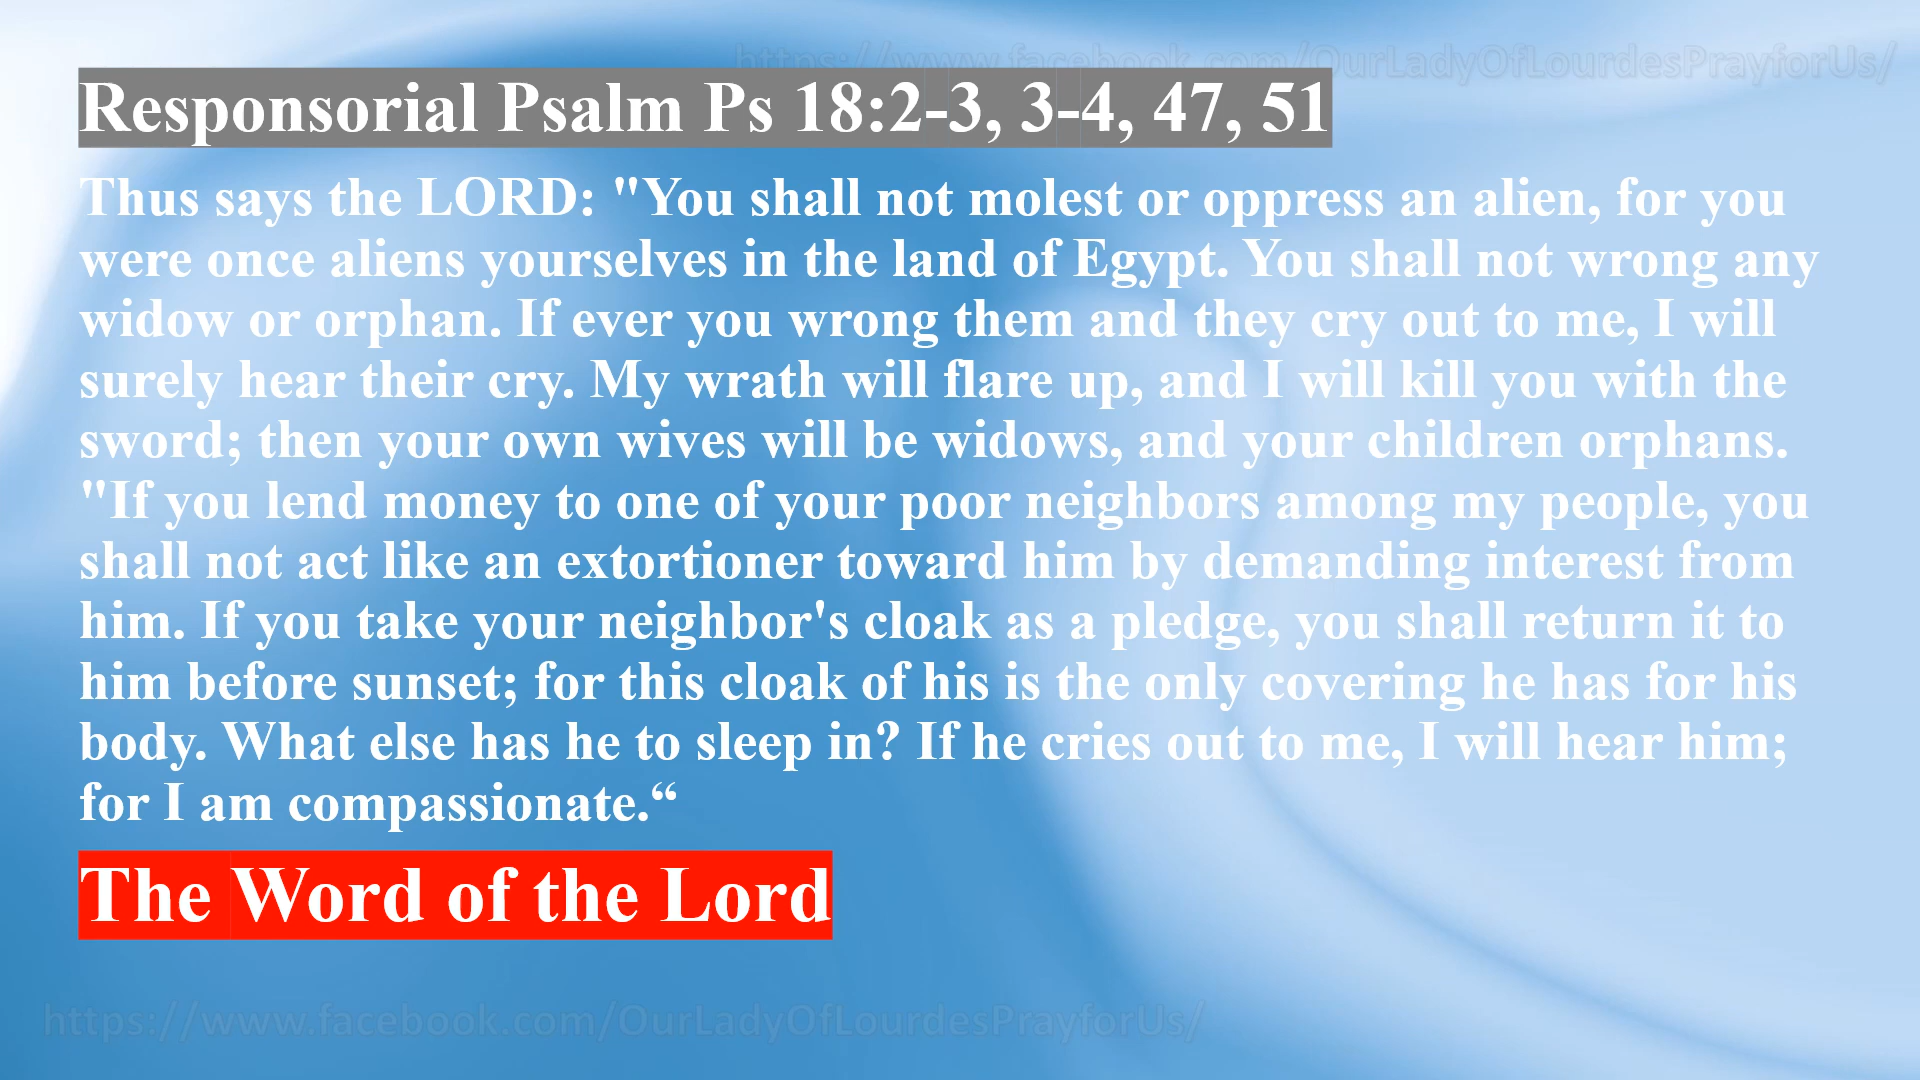 https://www.facebook.com/OurLadyOfLourdesPrayforUs/
Responsorial Psalm Ps 18:2-3, 3-4, 47, 51
Thus says the LORD: "You shall not molest or oppress an alien, for you
were once aliens yourselves in the land of Egypt. You shall not wrong any
widow or orphan. If ever you wrong them and they cry out to me, I will
surely hear their cry. My wrath will flare up, and I will kill you with the
sword; then your own wives will be widows, and your children orphans.
"If you lend money to one of your poor neighbors among my people, you
shall not act like an extortioner toward him by demanding interest from
him. If you take your neighbor's cloak as a pledge, you shall return it to
him before sunset; for this cloak of his is the only covering he has for his
body. What else has he to sleep in? If he cries out to me, I will hear him;
for I am compassionate.“
The Word of the Lord
https://www.facebook.com/OurLadyOfLourdesPrayforUs/